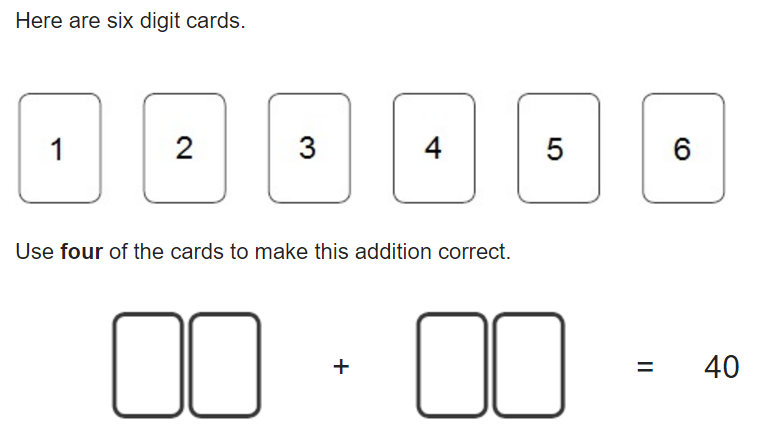 Here are six digit cards.
1 2 3 4 5 6
Use four of the cards to make this addition correct.
+ = 40